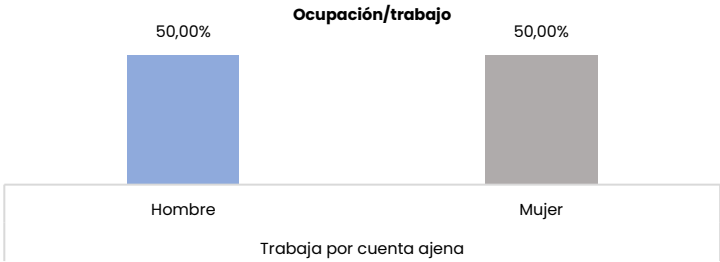 Ocupación/trabajo
50,00% 50,00%
Hombre Mujer
Trabaja por cuenta ajena